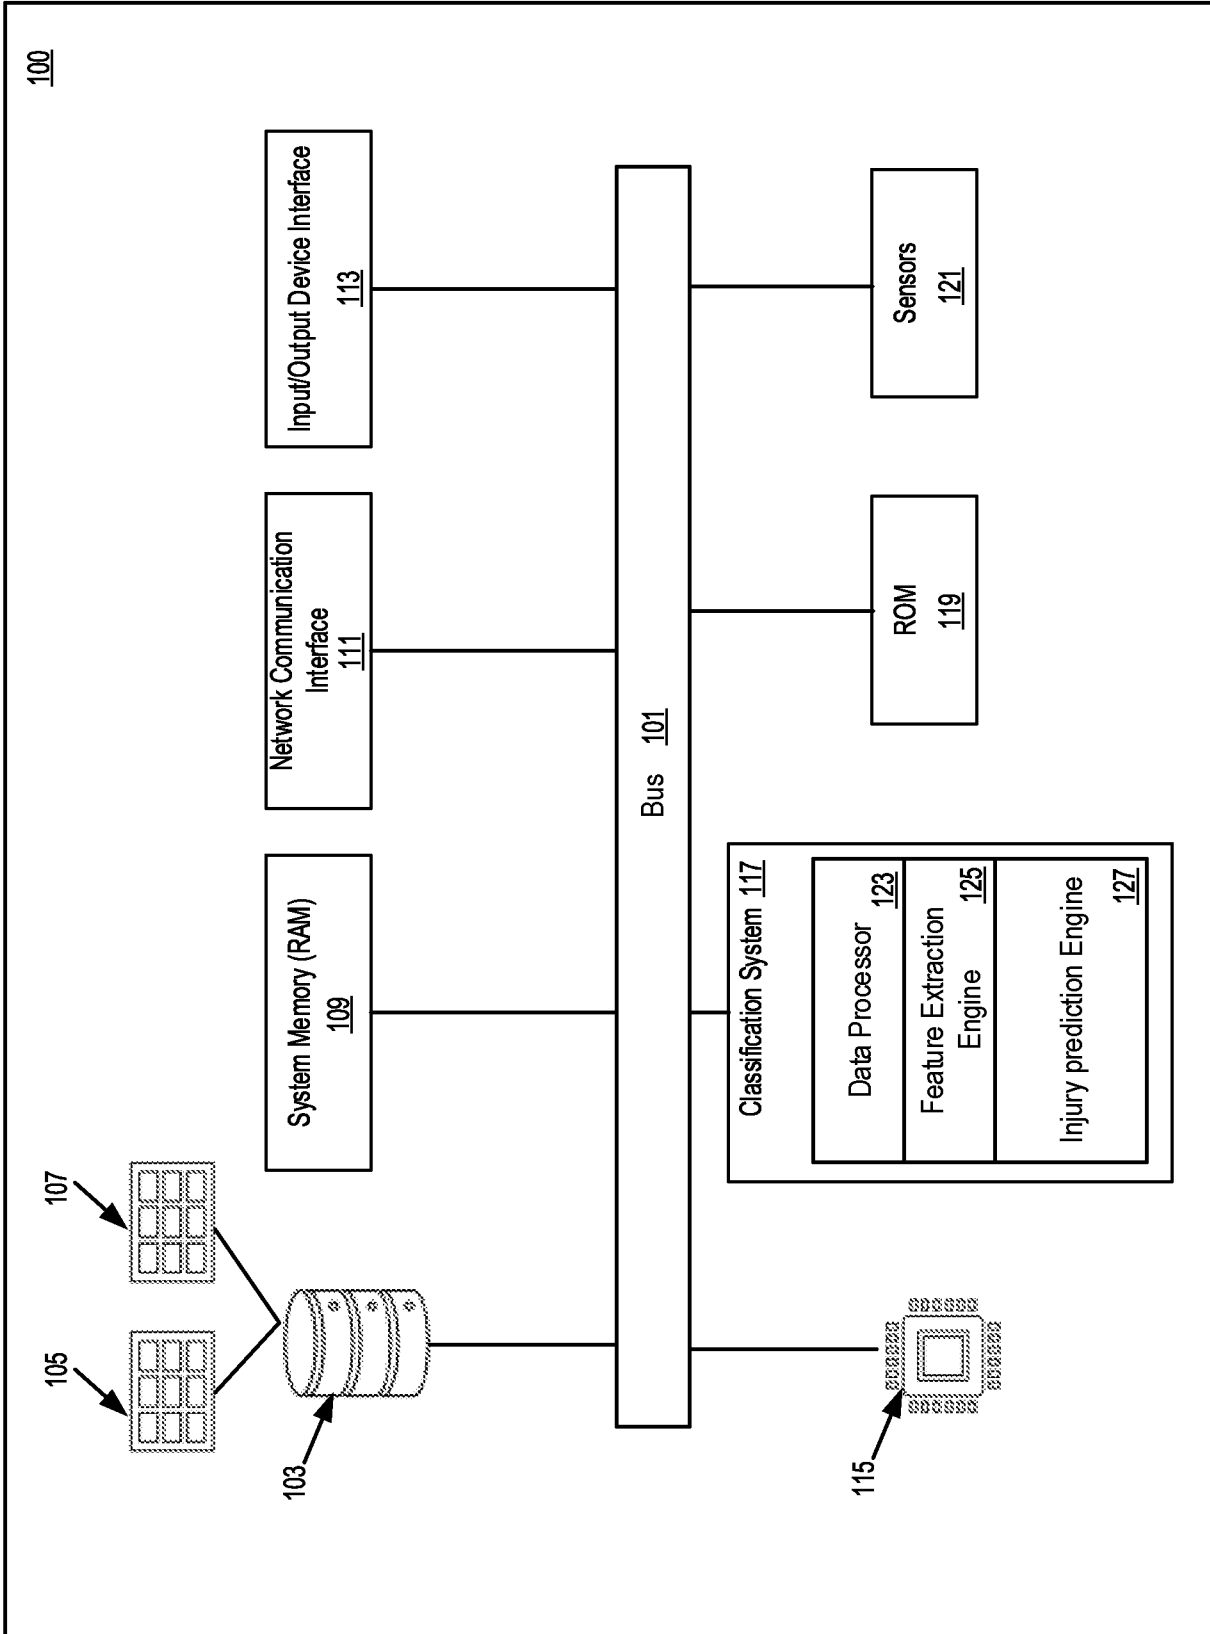 100
105
107
103
System Memory (RAM)
109
Network Communication
Interface
111
Input/Output Device Interface
113
Bus 101
115
Classification System 117
Data Processor
123
Feature Extraction
Engine
125
Injury prediction Engine
127
ROM
119
Sensors
121